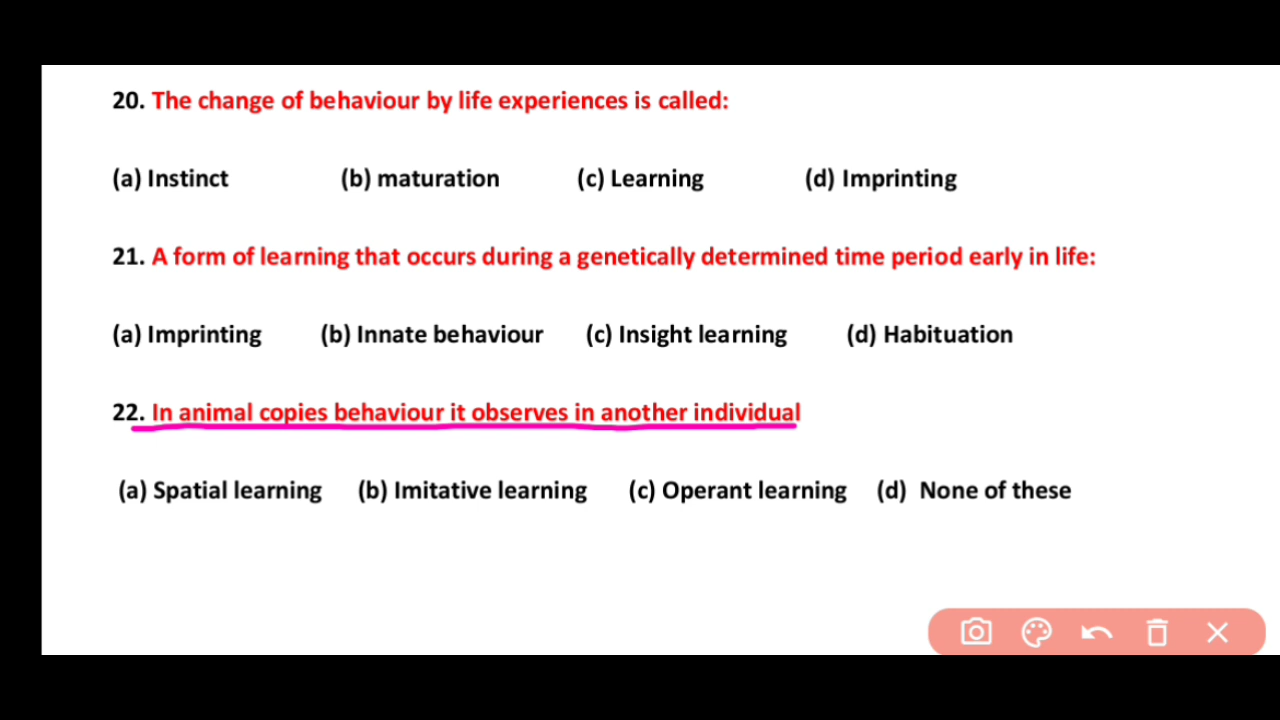 20. The change of behaviour by life experiences is called:
(a) Instinct (b) maturation (c) Learning (d) Imprinting
21. A form of learning that occurs during a genetically determined time period early in life:
(a) Imprinting (b) Innate behaviour (c) Insight learning (d) Habituation
22. In animal copies behaviour it observes in another individual
(a) Spatial learning (b) Imitative learning (c) Operant learning (d) None of these